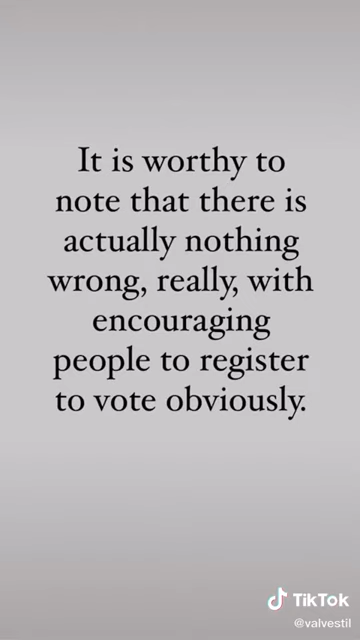 It is worthy to
note that there is
actually nothing
wrong, really, with
encouraging
people to register
to vote obviously.
TikTok
@valvestil